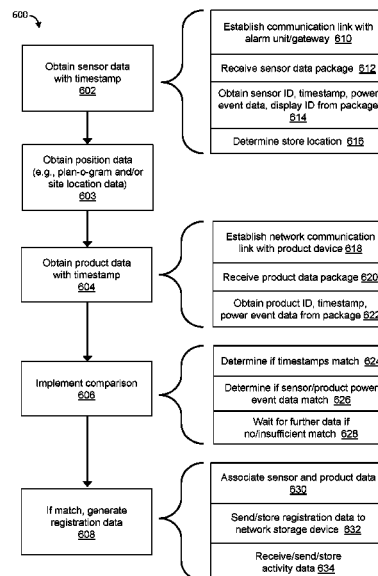 600
Obtain sensor data
with timestamp
602
Establish communication link with
alarm unit/gateway 610
Receive sensor data package 612
Obtain sensor ID, timestamp, power
event data, display ID from package
614
Determine store location 616
Obtain position data
(e.g., plan-o-gram and/or
site location data)
603
Obtain product data
with timestamp
604
Establish network communication
link with product device 618
Receive product data package 620
Obtain product ID, timestamp,
power event data from package 622
Implement comparison
606
Determine if timestamps match 624
Determine if sensor/product power
event data match
626
Wait for further data if
no/insufficient match 628
If match, generate
registration data
608
Associate sensor and product data
630
Send/store registration data to
network storage device 632
Receive/send/store
activity data 634